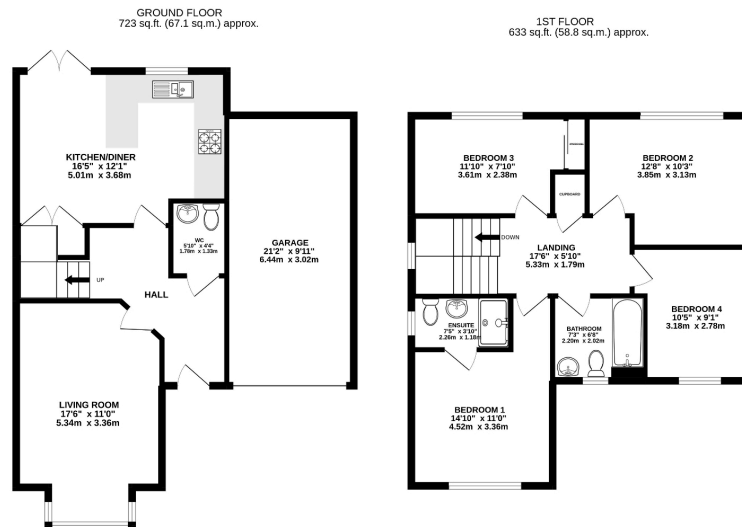 GROUND FLOOR
723 sq.ft. (67.1 sq.m.) approx.
KITCHEN/DINER
16'5" x 12'1"
5.01m x 3.68m
WC
5'10" x 4'4"
1.78m x 1.33m
GARAGE
21'2" x 9'11"
6.44m x 3.02m
UP
HALL
LIVING ROOM
17'6" x 11'0"
5.34m x 3.36m
1ST FLOOR
633 sq.ft. (58.8 sq.m.) approx.
BEDROOM 3
11'10" x 7'10"
3.61m x 2.38m
BEDROOM 2
12'8" x 10'3"
3.85m x 3.13m
CUPBOARD
DOWN
LANDING
17'6" x 5'10"
5.33m x 1.79m
ENSUITE
7'5" x 3'10"
2.26m x 1.18m
BATHROOM
7'3" x 6'8"
2.20m x 2.02m
BEDROOM 4
10'5" x 9'1"
3.18m x 2.78m
BEDROOM 1
14'10" x 11'0"
4.52m x 3.36m